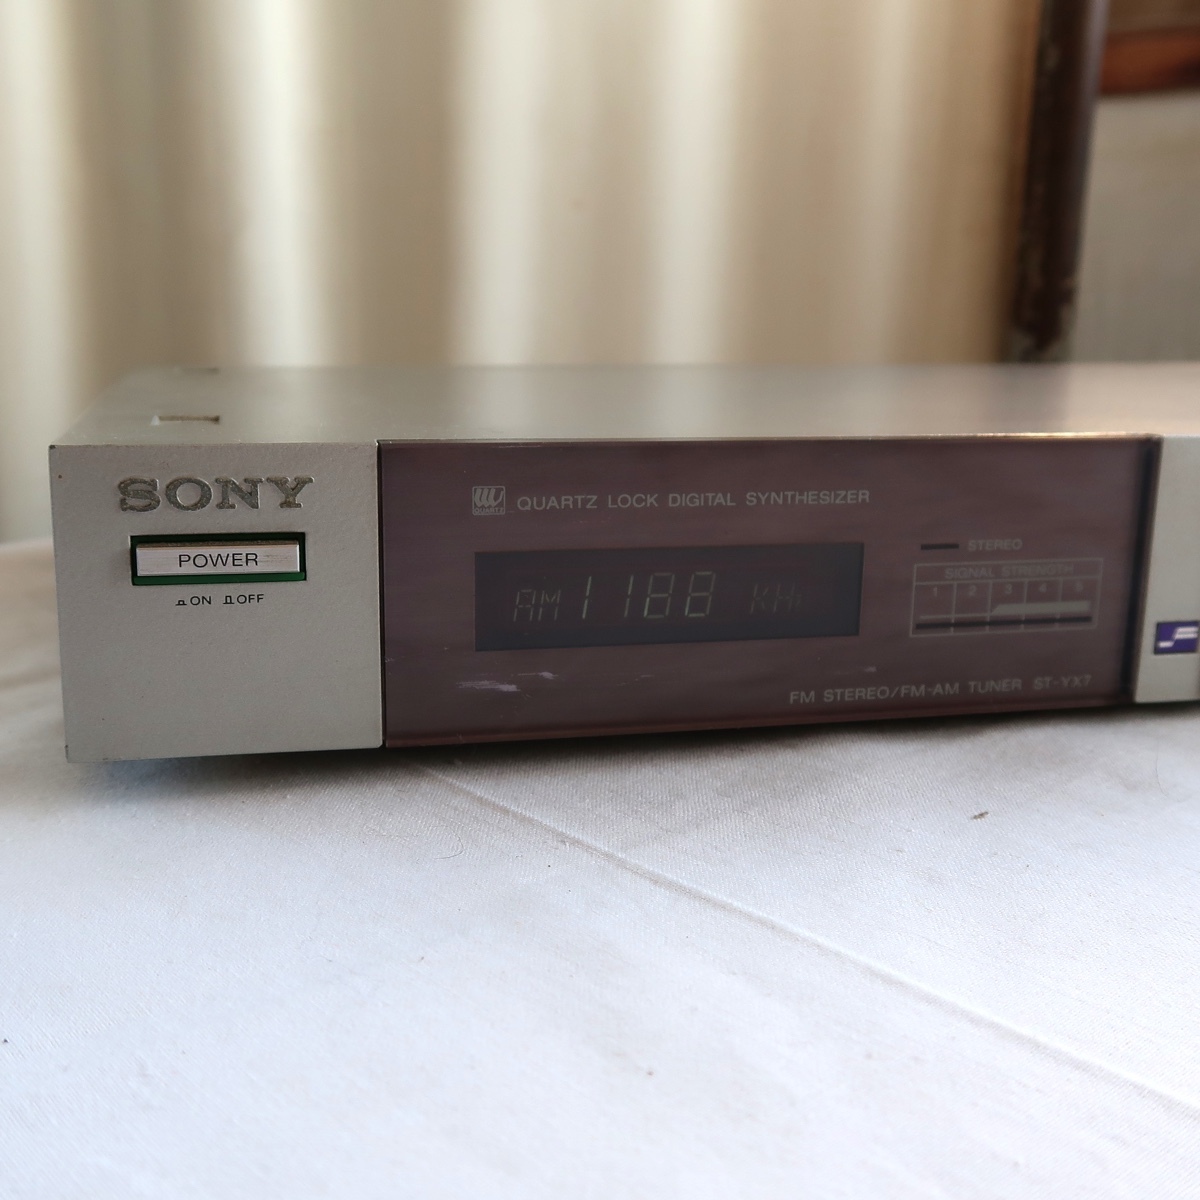 SONY
POWER
ON OFF
QUARTZ
QUARTZ LOCK DIGITAL SYNTHESIZER
AM 1188 KHz
STEREO
SIGNAL STRENGTH
1 2 3 4 5
FM STEREO/FM-AM TUNER ST-YX7